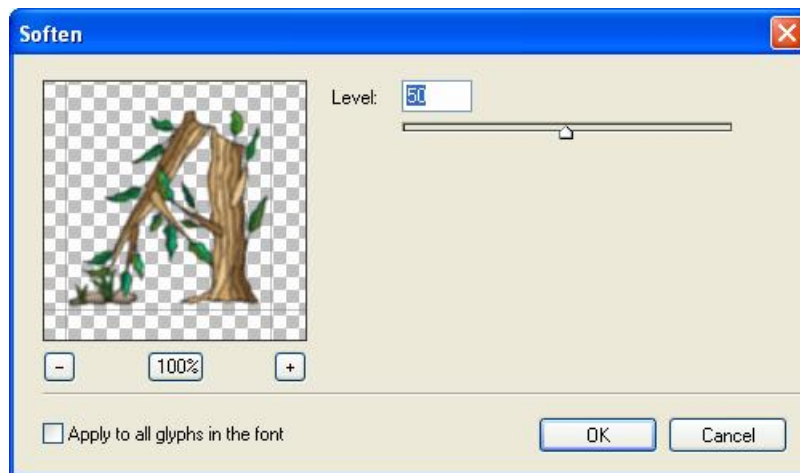 Soften
Level: 50
- 100% +
Apply to all glyphs in the font
OK Cancel